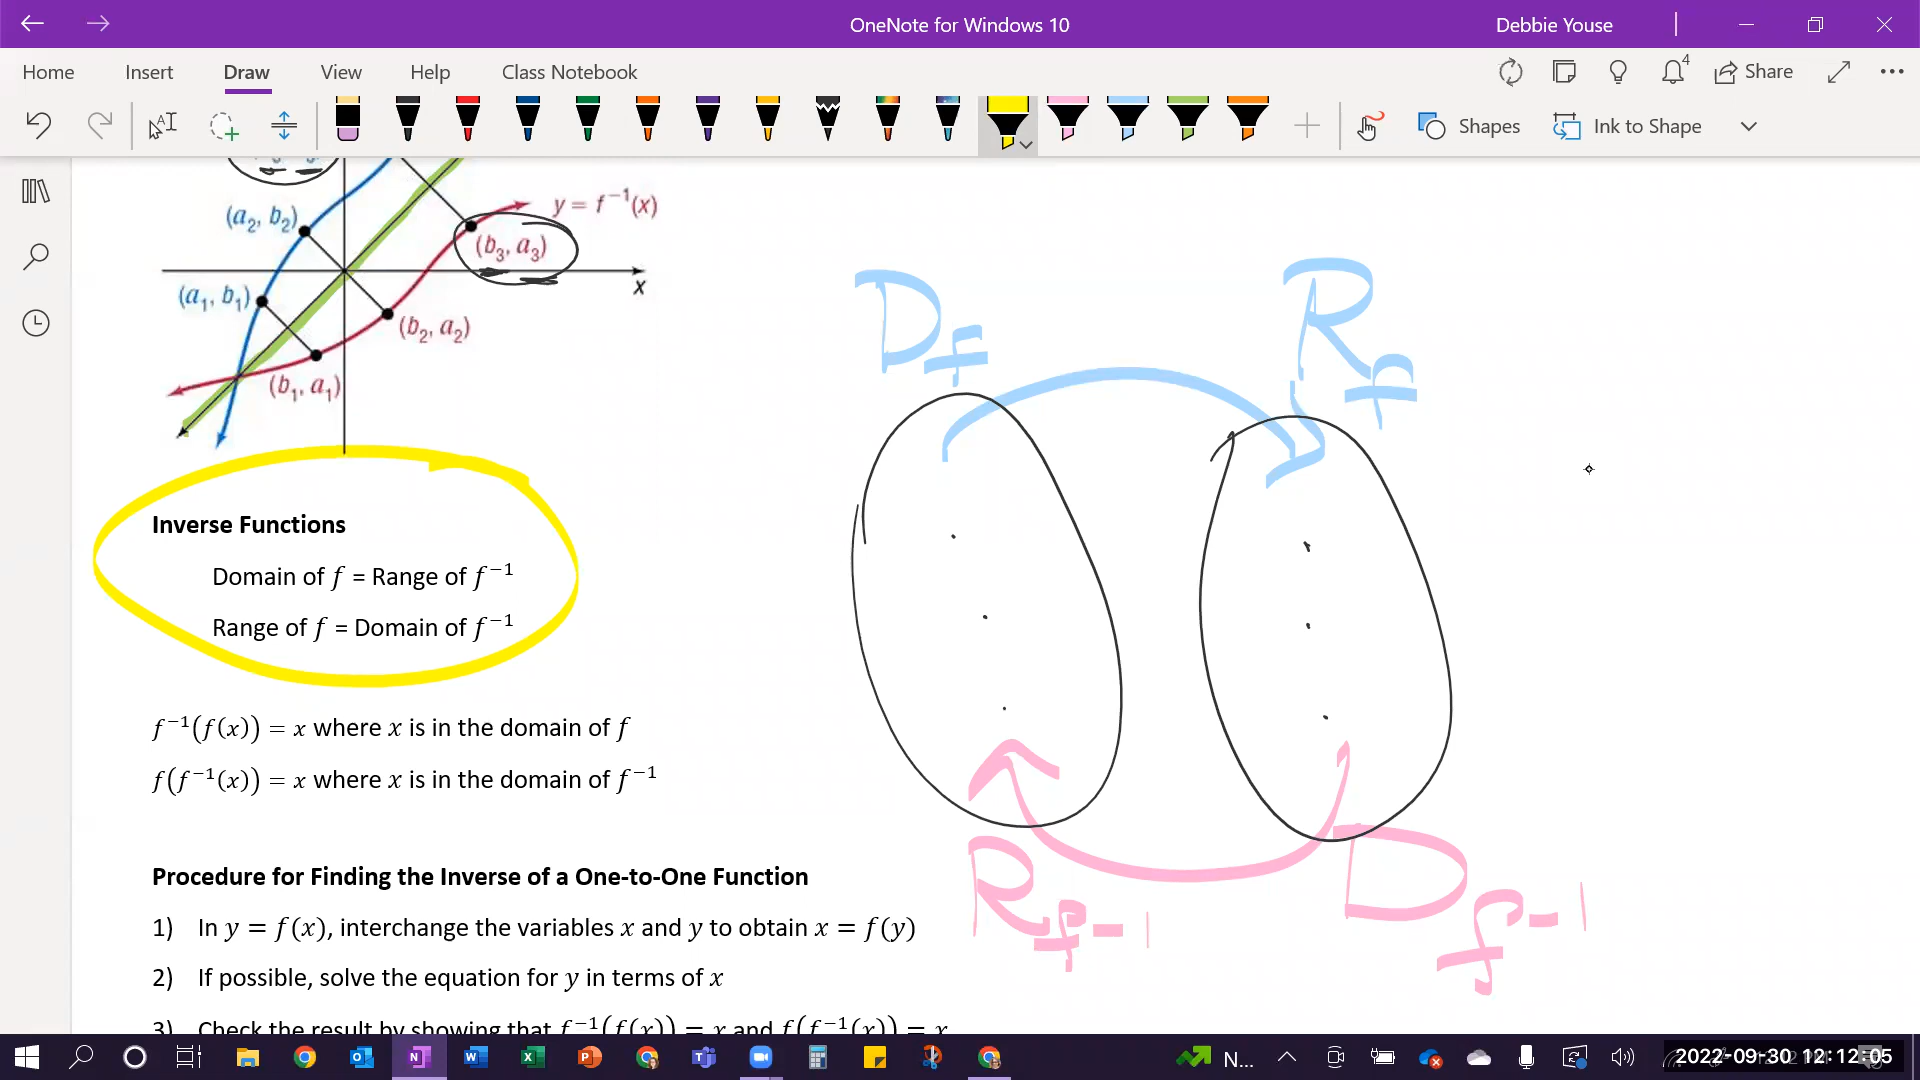 OneNote for Windows 10
Debbie Youse
Home Insert Draw View Help Class Notebook
4
Share
Shapes
Ink to Shape
y = f⁻¹(x)
(a₂, b₂)
(b₃, a₃)
x
(a₁, b₁)
(b₂, a₂)
(b₁, a₁)
D_f
R_f
Inverse Functions
Domain of f = Range of f⁻¹
Range of f = Domain of f⁻¹
f⁻¹(f(x)) = x where x is in the domain of f
f(f⁻¹(x)) = x where x is in the domain of f⁻¹
R_f-1
D_f-1
Procedure for Finding the Inverse of a One-to-One Function
1) In y = f(x), interchange the variables x and y to obtain x = f(y)
2) If possible, solve the equation for y in terms of x
3) Check the result by showing that f⁻¹(f(x)) = x and f(f⁻¹(x)) = x
N...
2022-09-30 12:12:05